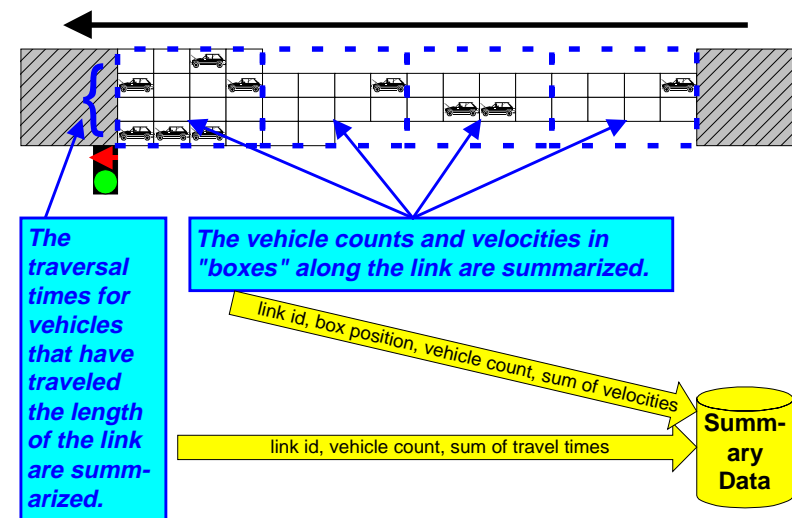 The
traversal
times for
vehicles
that have
traveled
the length
of the link
are summ-
arized.
The vehicle counts and velocities in
"boxes" along the link are summarized.
link id, box position, vehicle count, sum of velocities
link id, vehicle count, sum of travel times
Summ-
ary
Data